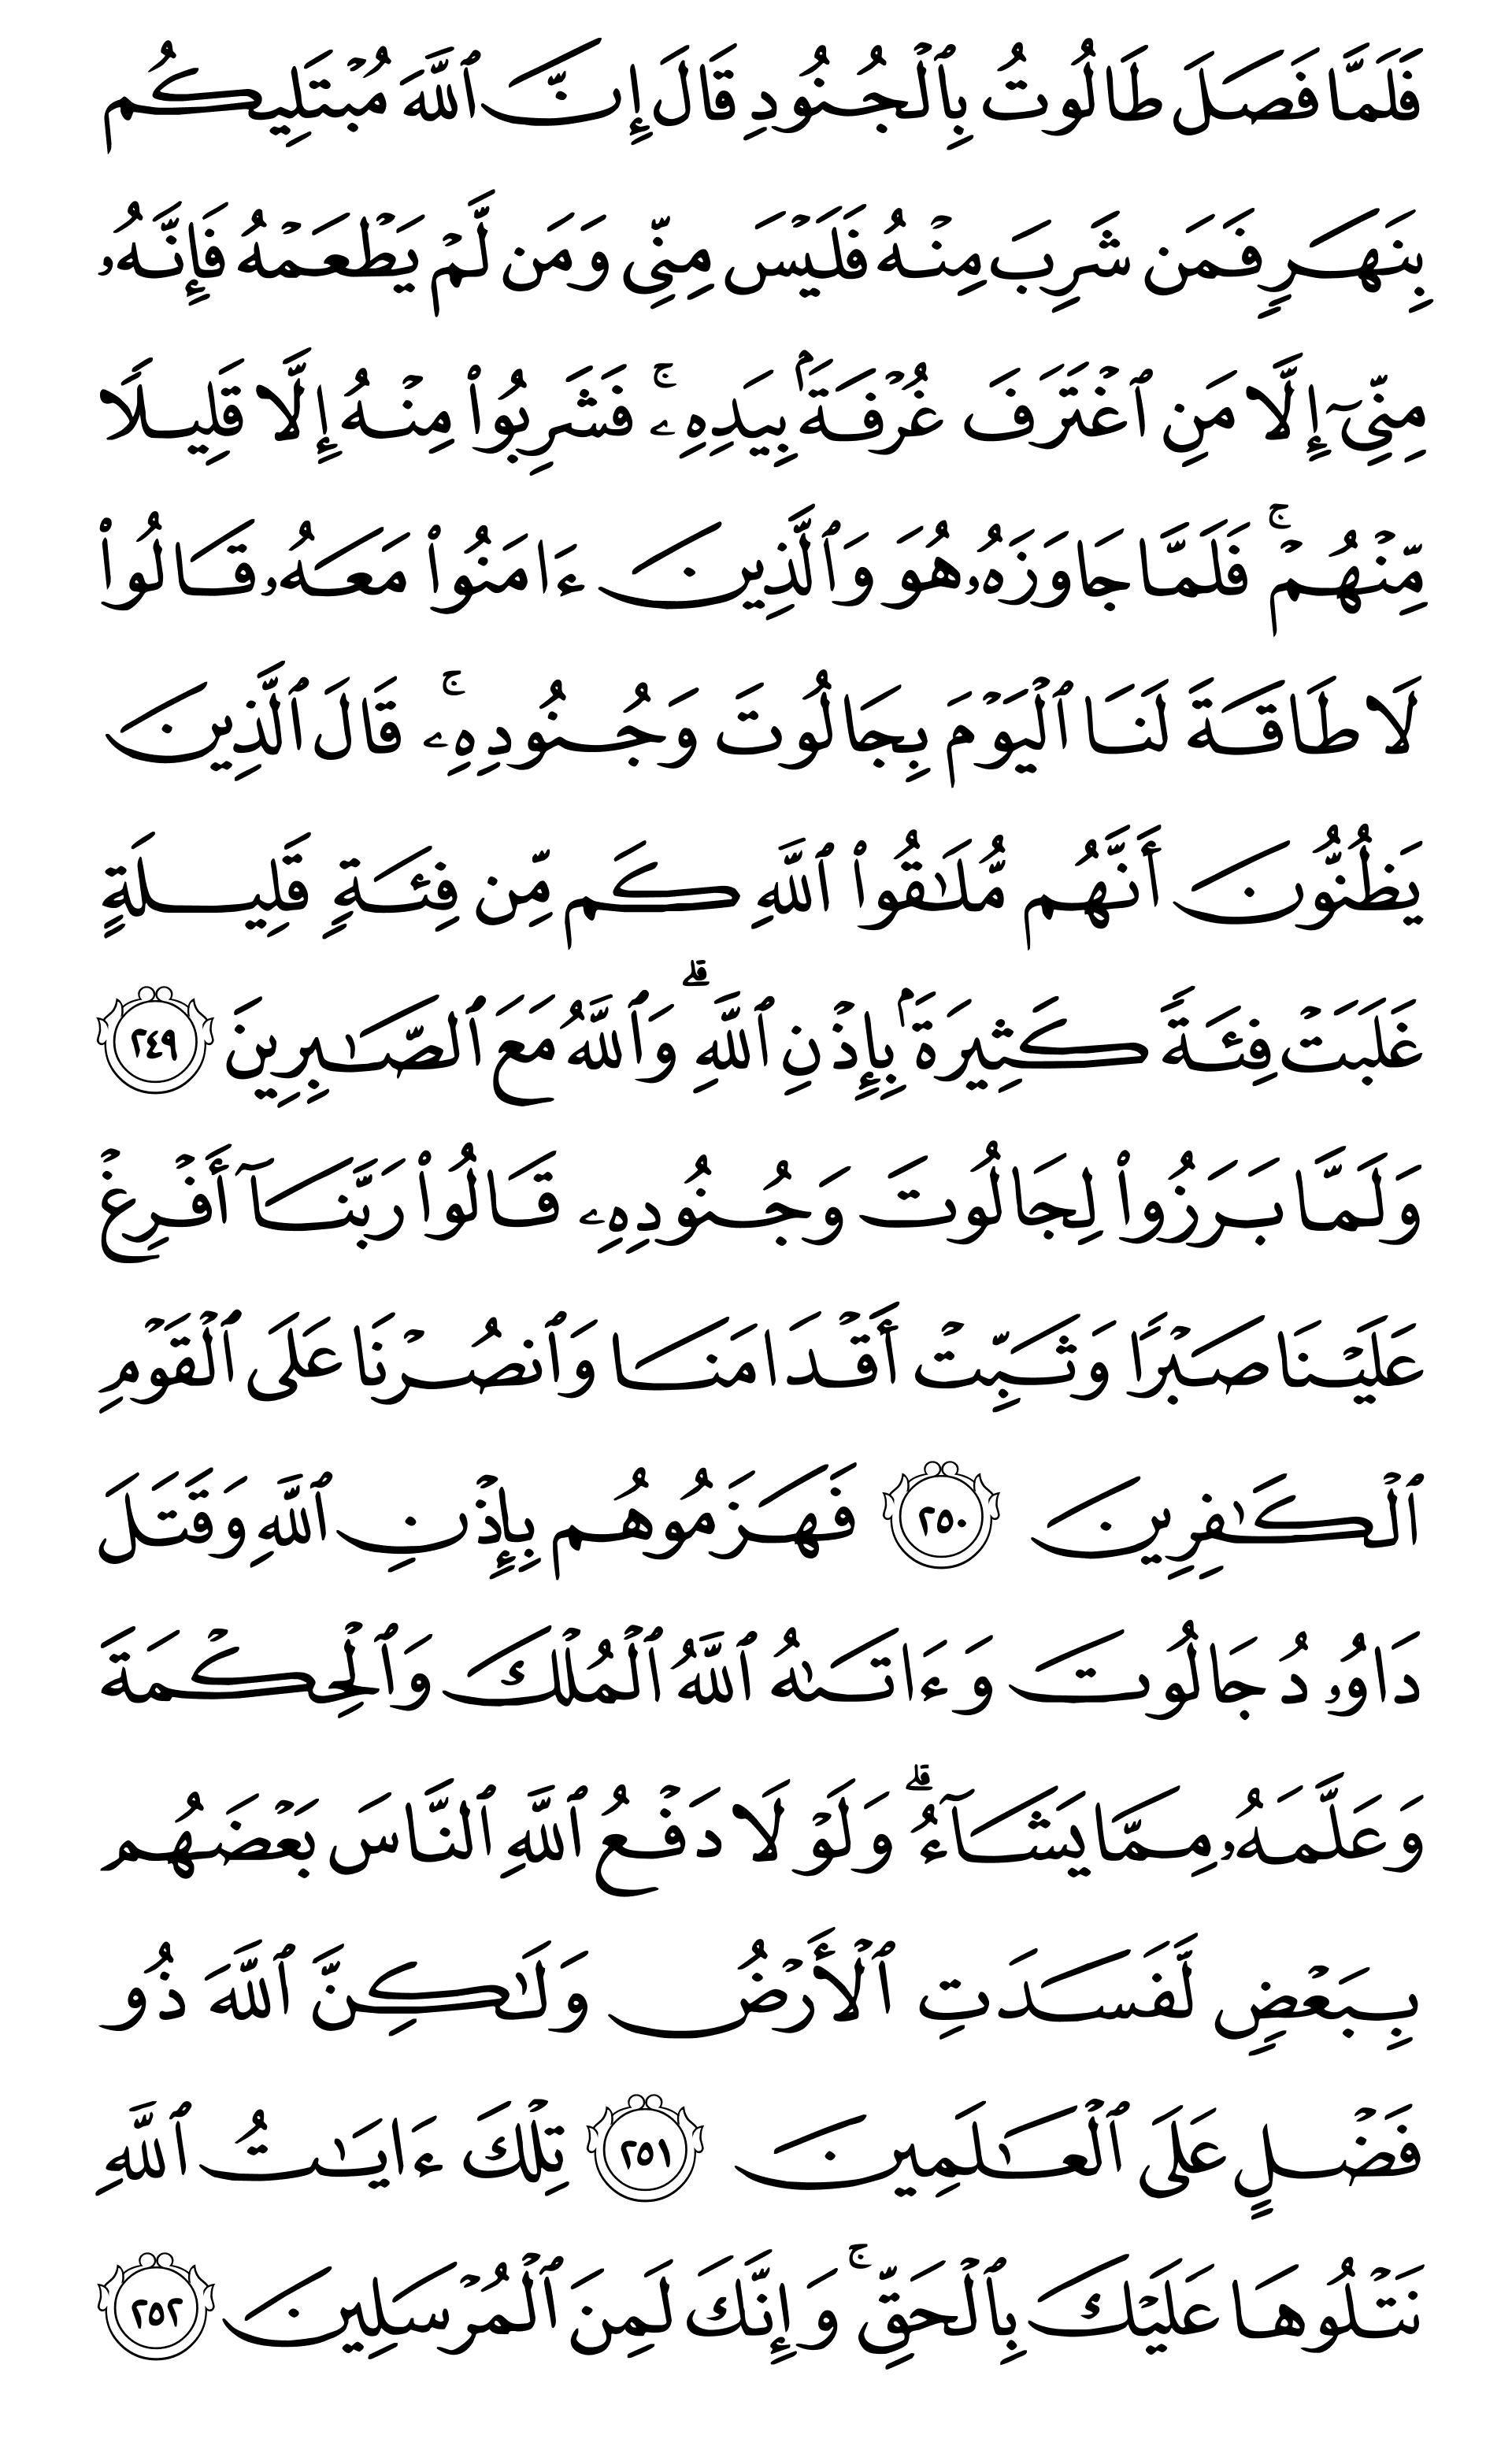 فَلَمَّا فَصَلَ طَالُوتُ بِٱلْجُنُودِ قَالَ إِنَّ ٱللَّهَ مُبْتَلِيكُم
بِنَهَرٍ فَمَن شَرِبَ مِنْهُ فَلَيْسَ مِنِّي وَمَن لَّمْ يَطْعَمْهُ فَإِنَّهُۥ
مِنِّيٓ إِلَّا مَنِ ٱغْتَرَفَ غُرْفَةَۢ بِيَدِهِۦۚ فَشَرِبُوا۟ مِنْهُ إِلَّا قَلِيلًا
مِّنْهُمْۚ فَلَمَّا جَاوَزَهُۥ هُوَ وَٱلَّذِينَ ءَامَنُوا۟ مَعَهُۥ قَالُوا۟
لَا طَاقَةَ لَنَا ٱلْيَوْمَ بِجَالُوتَ وَجُنُودِهِۦۚ قَالَ ٱلَّذِينَ
يَظُنُّونَ أَنَّهُم مُّلَٰقُوا۟ ٱللَّهِ كَم مِّن فِئَةٍ قَلِيلَةٍ
غَلَبَتْ فِئَةً كَثِيرَةَۢ بِإِذْنِ ٱللَّهِۗ وَٱللَّهُ مَعَ ٱلصَّٰبِرِينَ ٢٤٩
وَلَمَّا بَرَزُوا۟ لِجَالُوتَ وَجُنُودِهِۦ قَالُوا۟ رَبَّنَآ أَفْرِغْ
عَلَيْنَا صَبْرًا وَثَبِّتْ أَقْدَامَنَا وَٱنصُرْنَا عَلَى ٱلْقَوْمِ
ٱلْكَٰفِرِينَ ٢٥٠ فَهَزَمُوهُم بِإِذْنِ ٱللَّهِ وَقَتَلَ
دَاوُۥدُ جَالُوتَ وَءَاتَىٰهُ ٱللَّهُ ٱلْمُلْكَ وَٱلْحِكْمَةَ
وَعَلَّمَهُۥ مِمَّا يَشَآءُۗ وَلَوْلَا دَفْعُ ٱللَّهِ ٱلنَّاسَ بَعْضَهُم
بِبَعْضٍ لَّفَسَدَتِ ٱلْأَرْضُ وَلَٰكِنَّ ٱللَّهَ ذُو
فَضْلٍ عَلَى ٱلْعَٰلَمِينَ ٢٥١ تِلْكَ ءَايَٰتُ ٱللَّهِ
نَتْلُوهَا عَلَيْكَ بِٱلْحَقِّۚ وَإِنَّكَ لَمِنَ ٱلْمُرْسَلِينَ ٢٥٢